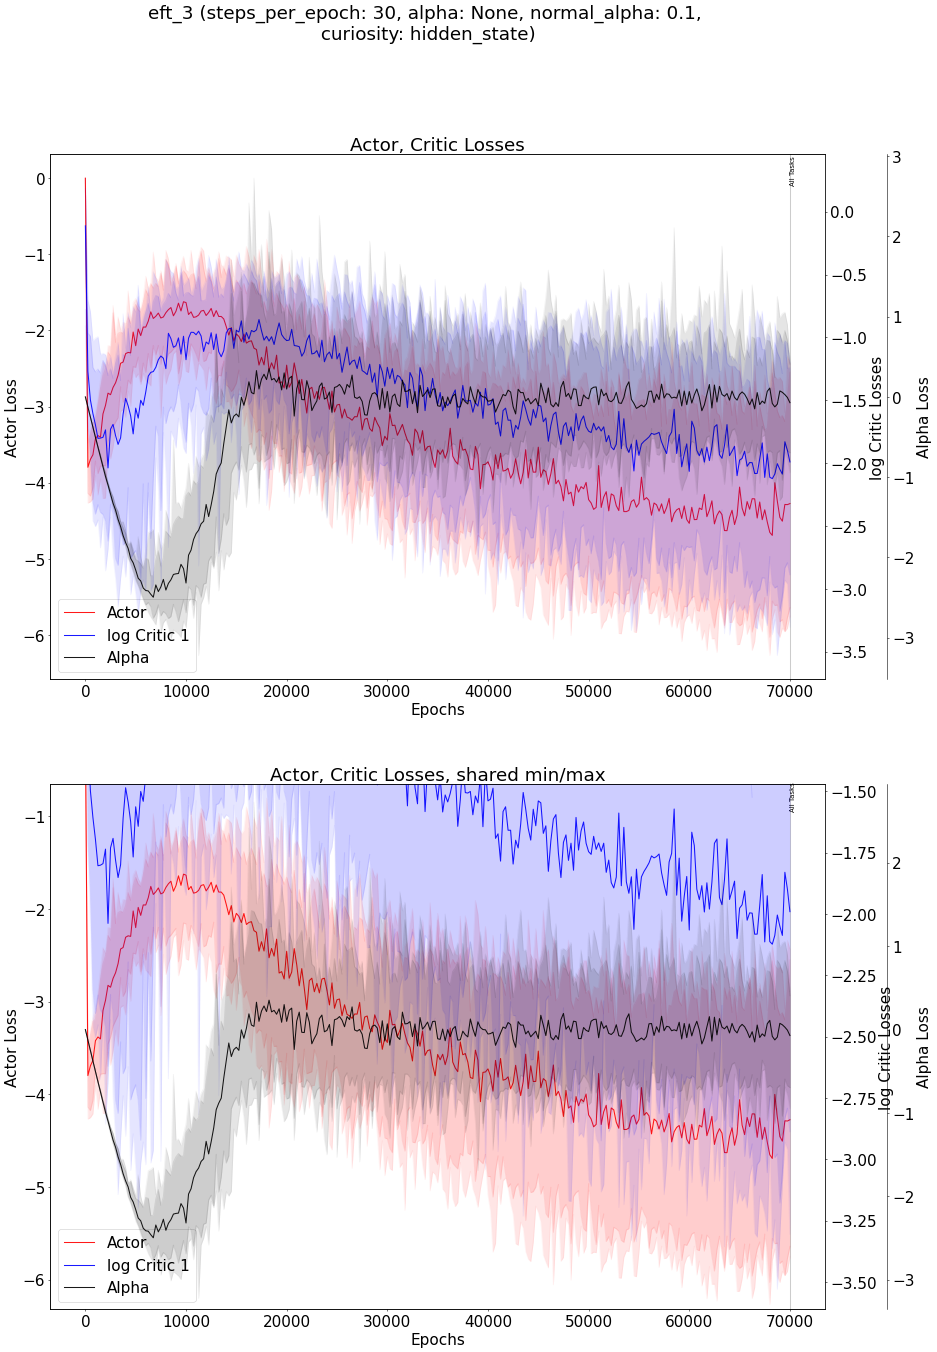 eft_3 (steps_per_epoch: 30, alpha: None, normal_alpha: 0.1,
curiosity: hidden_state)
Actor, Critic Losses
All Tasks
Actor Loss
0
−1
−2
−3
−4
−5
−6
0.0
−0.5
−1.0
−1.5
−2.0
−2.5
−3.0
−3.5
log Critic Losses
3
2
1
0
−1
−2
−3
Alpha Loss
Actor
log Critic 1
Alpha
0 10000 20000 30000 40000 50000 60000 70000
Epochs
Actor, Critic Losses, shared min/max
All Tasks
Actor Loss
−1
−2
−3
−4
−5
−6
−1.50
−1.75
−2.00
−2.25
−2.50
−2.75
−3.00
−3.25
−3.50
log Critic Losses
2
1
0
−1
−2
−3
Alpha Loss
Actor
log Critic 1
Alpha
0 10000 20000 30000 40000 50000 60000 70000
Epochs